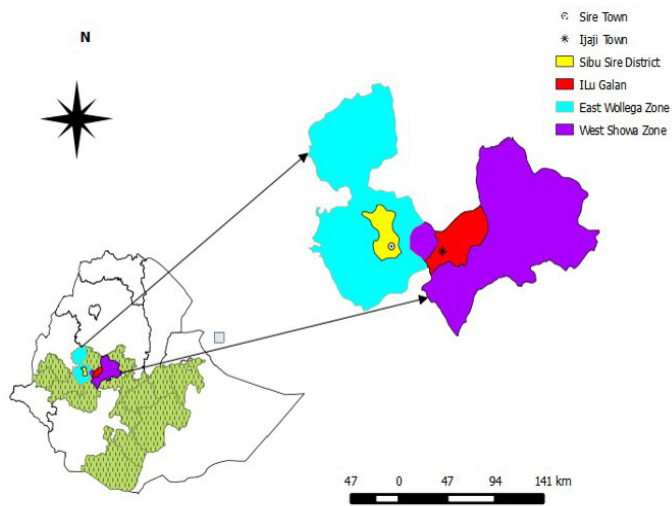 N
Sire Town
Ijaji Town
Sibu Sire District
ILu Galan
East Wollega Zone
West Showa Zone
47 0 47 94 141 km